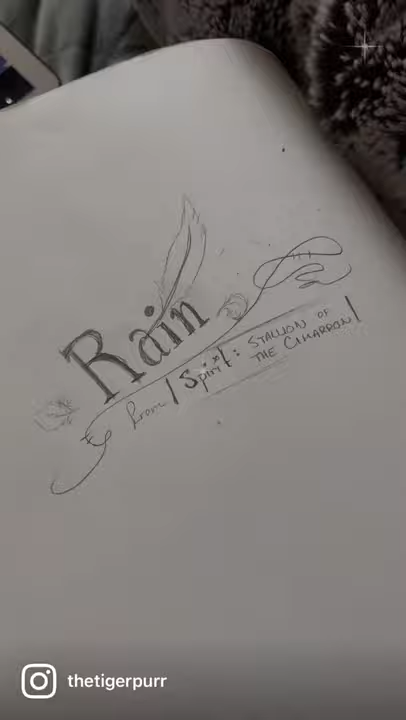 Rain
from / Spirit: STALLION OF
THE CIMARRON /
thetigerpurr